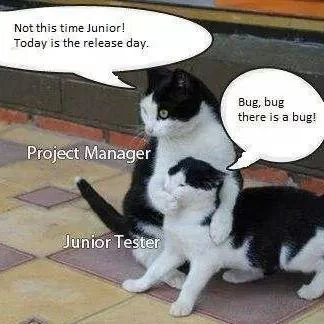 Not this time Junior!
Today is the release day.
Bug, bug
there is a bug!
Project Manager
Junior Tester